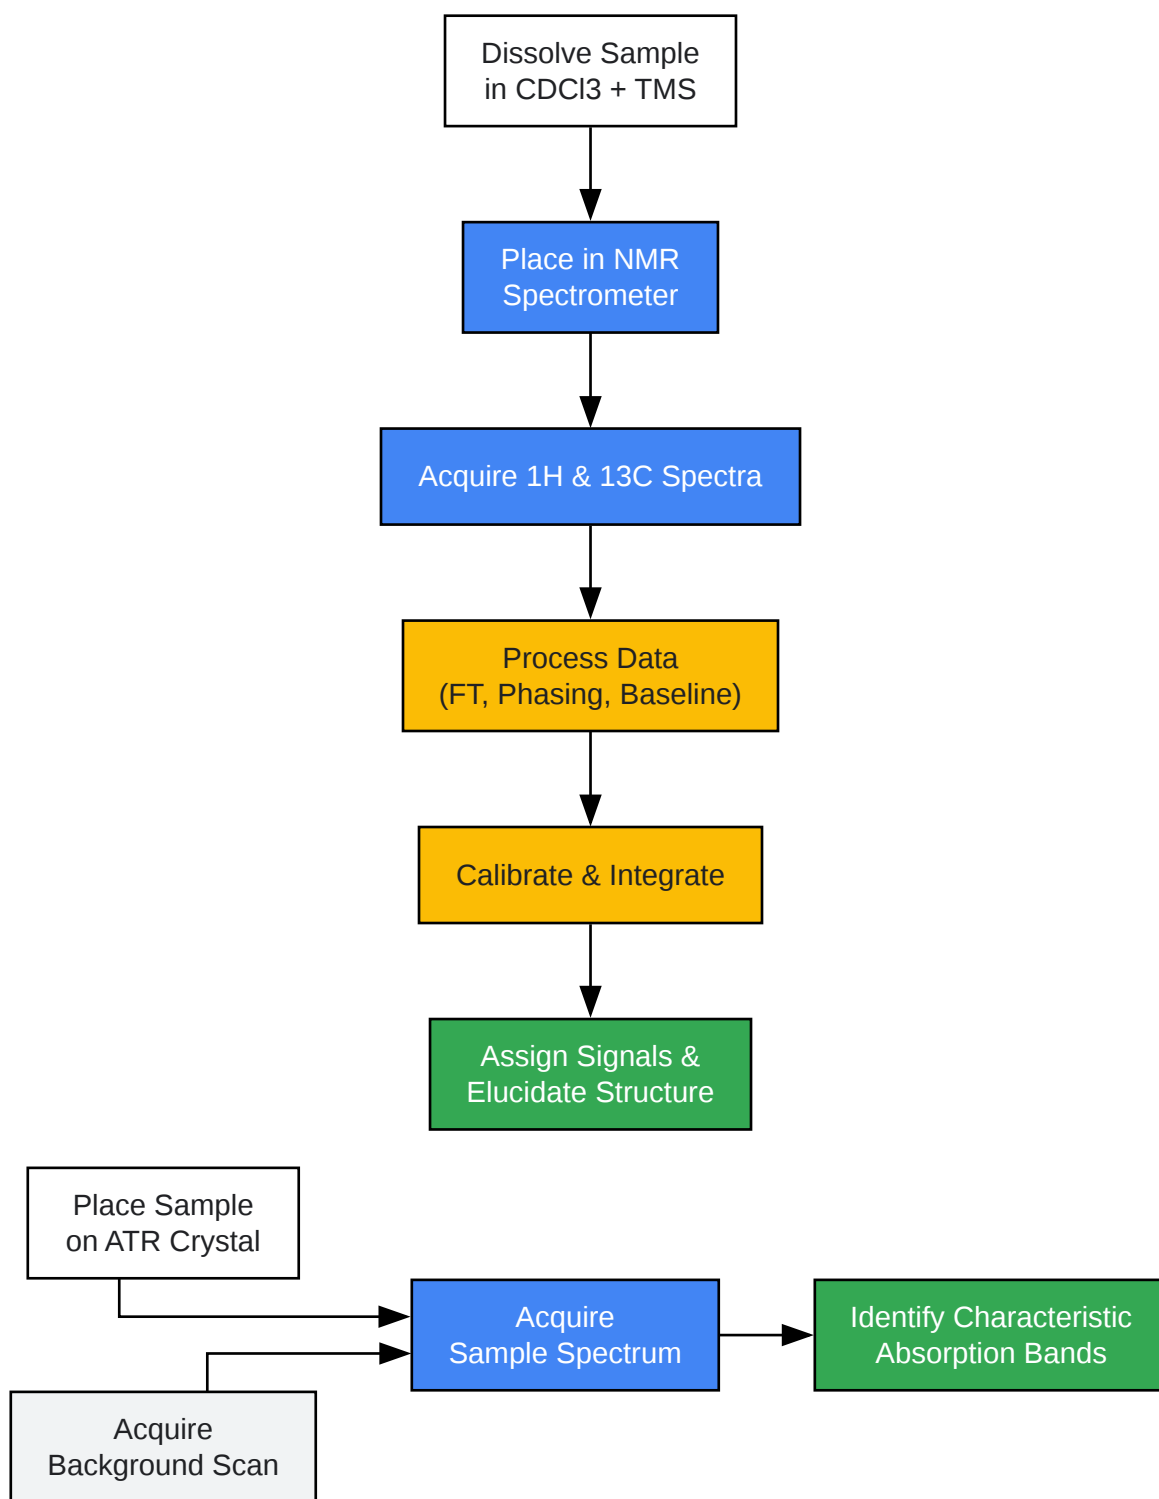 Dissolve Sample
in CDCl3 + TMS
Place in NMR
Spectrometer
Acquire 1H & 13C Spectra
Process Data
(FT, Phasing, Baseline)
Calibrate & Integrate
Assign Signals &
Elucidate Structure
Place Sample
on ATR Crystal
Acquire
Sample Spectrum
Identify Characteristic
Absorption Bands
Acquire
Background Scan